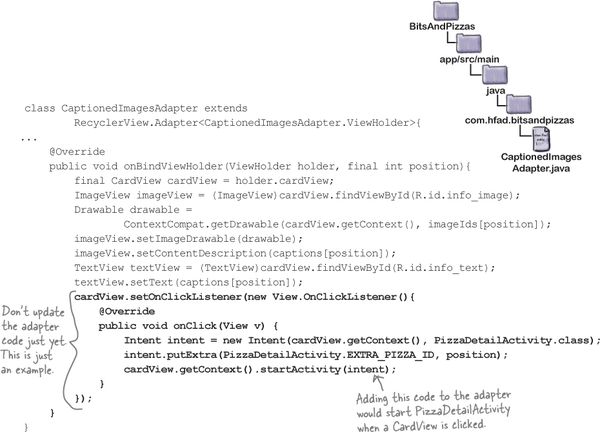 BitsAndPizzas
app/src/main
java
com.hfad.bitsandpizzas
CaptionedImages
Adapter.java
class CaptionedImagesAdapter extends
RecyclerView.Adapter<CaptionedImagesAdapter.ViewHolder>{
...
@Override
public void onBindViewHolder(ViewHolder holder, final int position){
final CardView cardView = holder.cardView;
ImageView imageView = (ImageView)cardView.findViewById(R.id.info_image);
Drawable drawable =
ContextCompat.getDrawable(cardView.getContext(), imageIds[position]);
imageView.setImageDrawable(drawable);
imageView.setContentDescription(captions[position]);
TextView textView = (TextView)cardView.findViewById(R.id.info_text);
textView.setText(captions[position]);
cardView.setOnClickListener(new View.OnClickListener(){
@Override
public void onClick(View v) {
Intent intent = new Intent(cardView.getContext(), PizzaDetailActivity.class);
intent.putExtra(PizzaDetailActivity.EXTRA_PIZZA_ID, position);
cardView.getContext().startActivity(intent);
}
});
}
}
Don't update
the adapter
code just yet.
This is just
an example.
Adding this code to the adapter
would start PizzaDetailActivity
when a CardView is clicked.